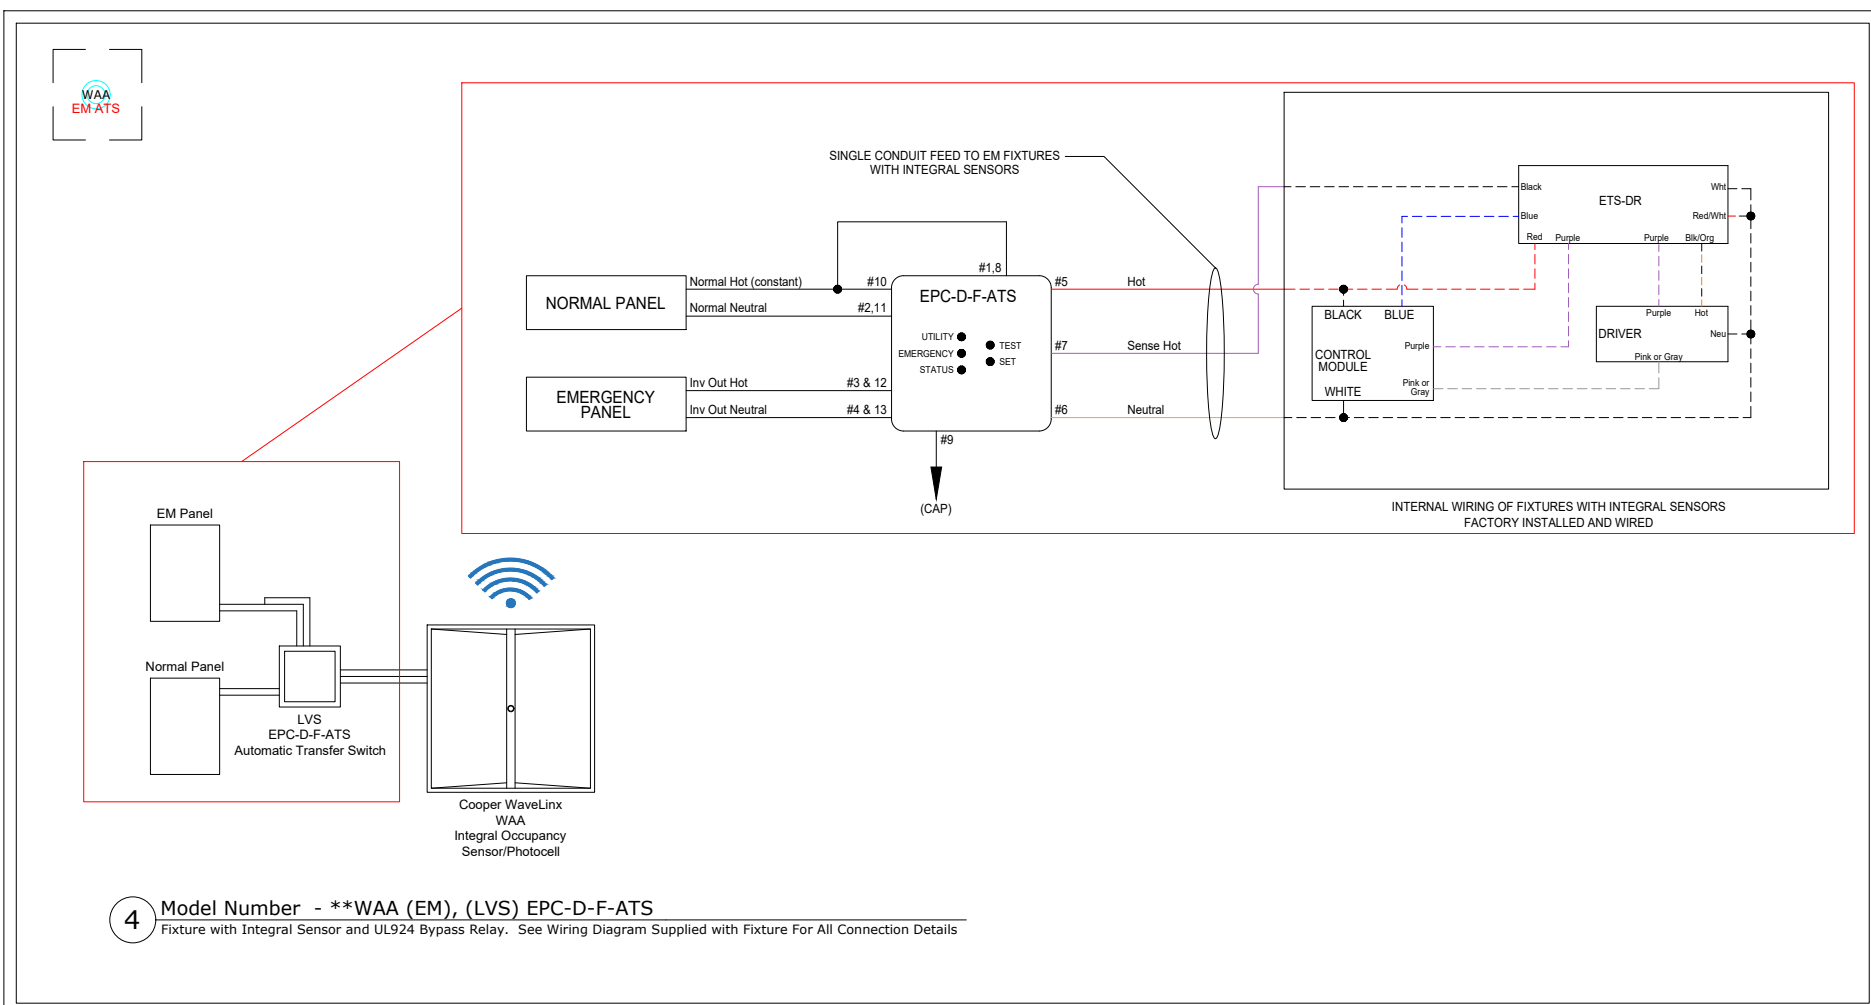 WAA
EM ATS
SINGLE CONDUIT FEED TO EM FIXTURES
WITH INTEGRAL SENSORS
NORMAL PANEL
Normal Hot (constant)
Normal Neutral
#10
#2,11
#1,8
EPC-D-F-ATS
UTILITY
EMERGENCY
STATUS
TEST
SET
EMERGENCY
PANEL
Inv Out Hot
Inv Out Neutral
#3 & 12
#4 & 13
#9
(CAP)
#5
Hot
#7
Sense Hot
#6
Neutral
Black
Wht
ETS-DR
Blue
Red/Wht
Red
Purple
Purple
Blk/Org
BLACK
BLUE
CONTROL
MODULE
Purple
Pink or
Gray
WHITE
Purple
Hot
DRIVER
Neu
Pink or Gray
INTERNAL WIRING OF FIXTURES WITH INTEGRAL SENSORS
FACTORY INSTALLED AND WIRED
EM Panel
Normal Panel
LVS
EPC-D-F-ATS
Automatic Transfer Switch
Cooper WaveLinx
WAA
Integral Occupancy
Sensor/Photocell
4
Model Number - **WAA (EM), (LVS) EPC-D-F-ATS
Fixture with Integral Sensor and UL924 Bypass Relay. See Wiring Diagram Supplied with Fixture For All Connection Details